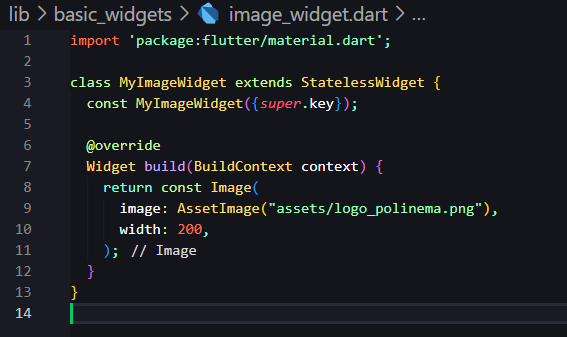 lib > basic_widgets > image_widget.dart > ...
1 import 'package:flutter/material.dart';
2
3 class MyImageWidget extends StatelessWidget {
4   const MyImageWidget({super.key});
5
6   @override
7   Widget build(BuildContext context) {
8     return const Image(
9       image: AssetImage("assets/logo_polinema.png"),
10       width: 200,
11     ); // Image
12   }
13 }
14